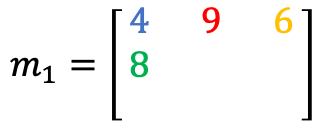 m₁ = [ 4 9 6
8 ]